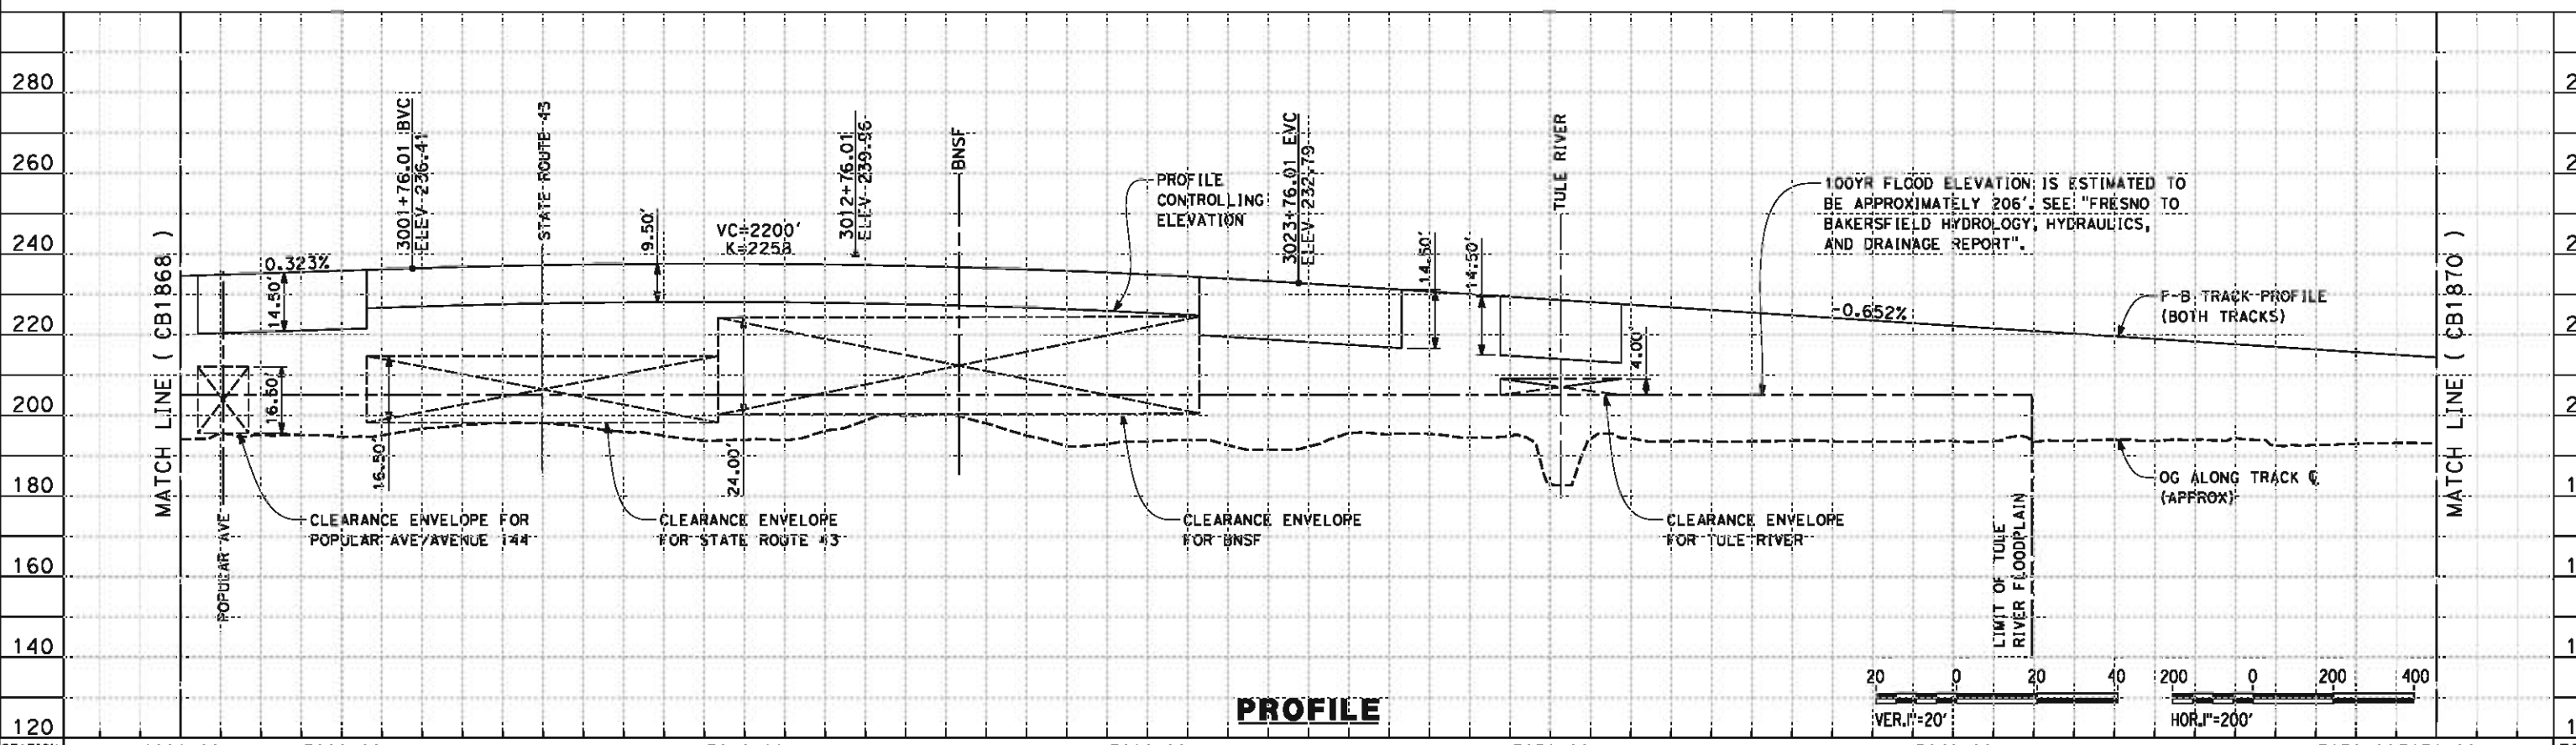 280
260
240
220
200
180
160
140
120
MATCH LINE ( CB1868 )
POPULAR AVE
0.323%
14.50'
16.50'
3001+76.01 BVC
ELEV 236.41
STATE ROUTE 43
16.50'
9.50'
VC=2200'
K=2258
24.00'
3012+76.01
ELEV 239.96
BNSF
PROFILE
CONTROLLING
ELEVATION
3023+76.01 EVC
ELEV 232.79
14.50'
14.50'
TULE RIVER
4.00'
100YR FLOOD ELEVATION IS ESTIMATED TO
BE APPROXIMATELY 206'. SEE "FRESNO TO
BAKERSFIELD HYDROLOGY, HYDRAULICS,
AND DRAINAGE REPORT".
-0.652%
F-B TRACK PROFILE
(BOTH TRACKS)
OG ALONG TRACK ℄
(APPROX)
CLEARANCE ENVELOPE FOR
POPULAR AVE/AVENUE 144
CLEARANCE ENVELOPE
FOR STATE ROUTE 43
CLEARANCE ENVELOPE
FOR BNSF
CLEARANCE ENVELOPE
FOR TULE RIVER
LIMIT OF TULE
RIVER FLOODPLAIN
MATCH LINE ( CB1870 )
PROFILE
20 0 20 40
VER.1"=20'
200 0 200 400
HOR.1"=200'